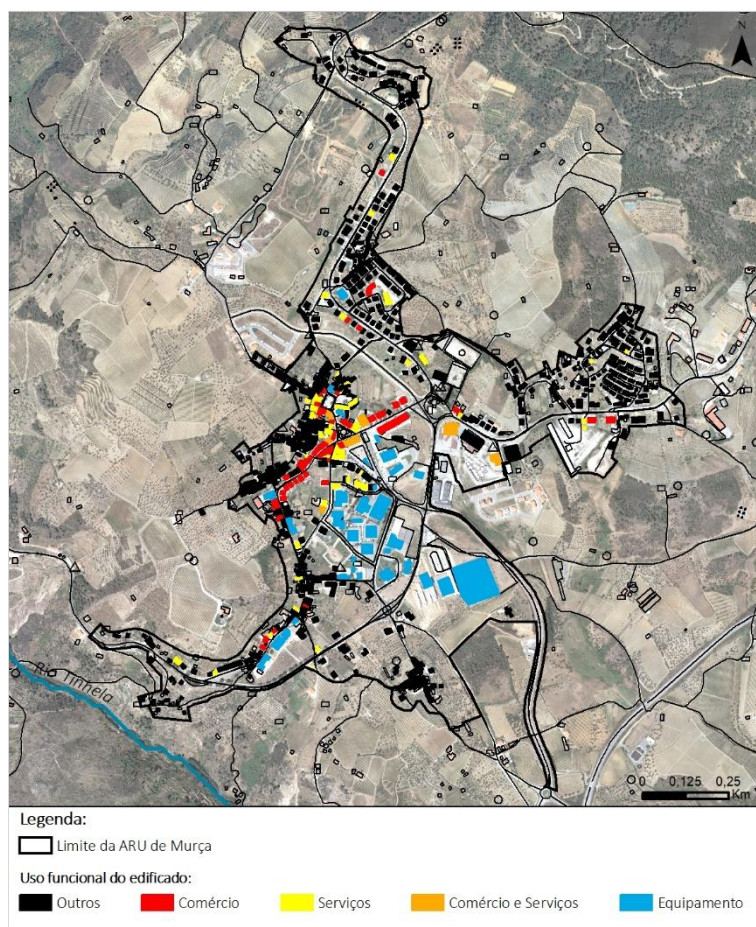 N
Rio Tinhela
0 0,125 0,25
Km
Legenda:
Limite da ARU de Murça
Uso funcional do edificado:
Outros Comércio Serviços Comércio e Serviços Equipamento